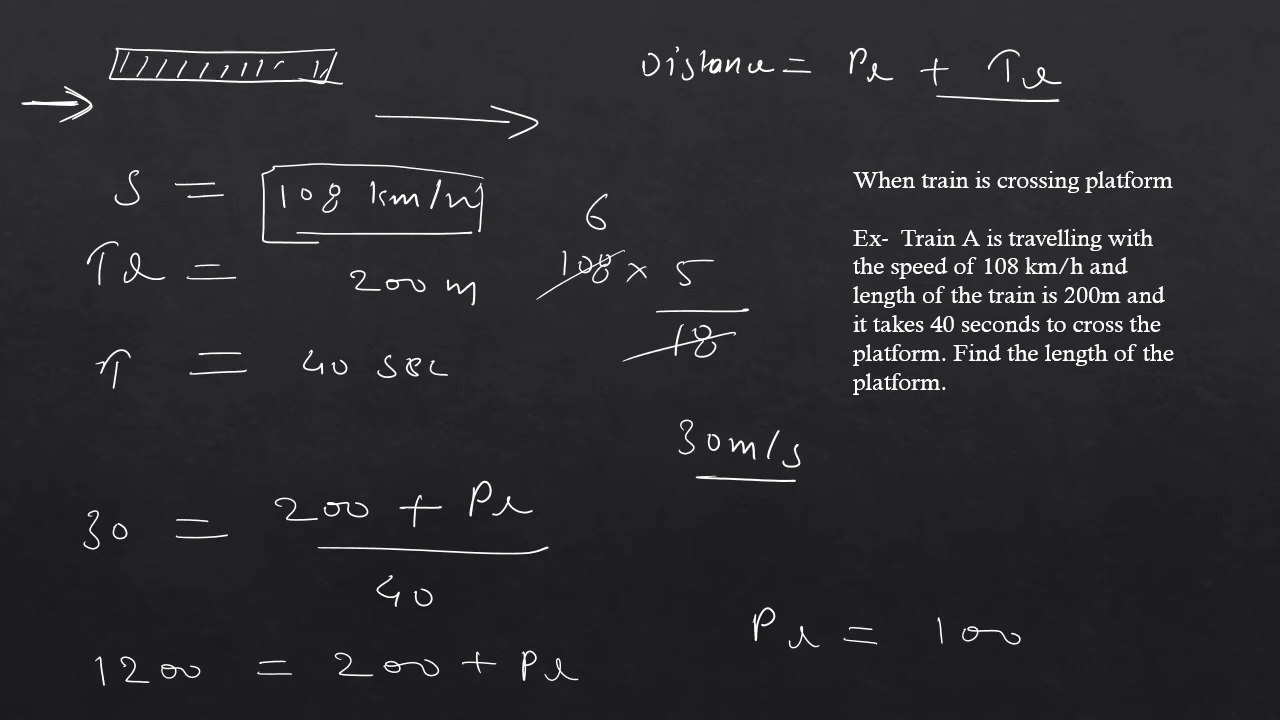 Distance = Pl + Tl
S = 108 km/h
Tl = 200 m
T = 40 sec
6
108 × 5
18
30m/s
When train is crossing platform
Ex- Train A is travelling with
the speed of 108 km/h and
length of the train is 200m and
it takes 40 seconds to cross the
platform. Find the length of the
platform.
30 = 200 + Pl
40
1200 = 200 + Pl
Pl = 100